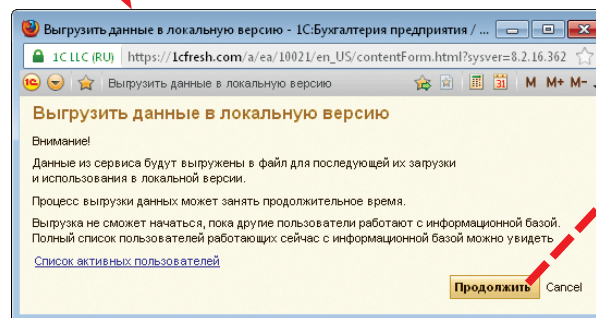 Выгрузить данные в локальную версию - 1С:Бухгалтерия предприятия / ...
1C LLC (RU) https://1cfresh.com/a/ea/10021/en_US/contentForm.html?sysver=8.2.16.362
1С Выгрузить данные в локальную версию 31 M M+ M-
Выгрузить данные в локальную версию
Внимание!
Данные из сервиса будут выгружены в файл для последующей их загрузки
и использования в локальной версии.
Процесс выгрузки данных может занять продолжительное время.
Выгрузка не сможет начаться, пока другие пользователи работают с информационной базой.
Полный список пользователей работающих сейчас с информационной базой можно увидеть
Список активных пользователей
Продолжить Cancel